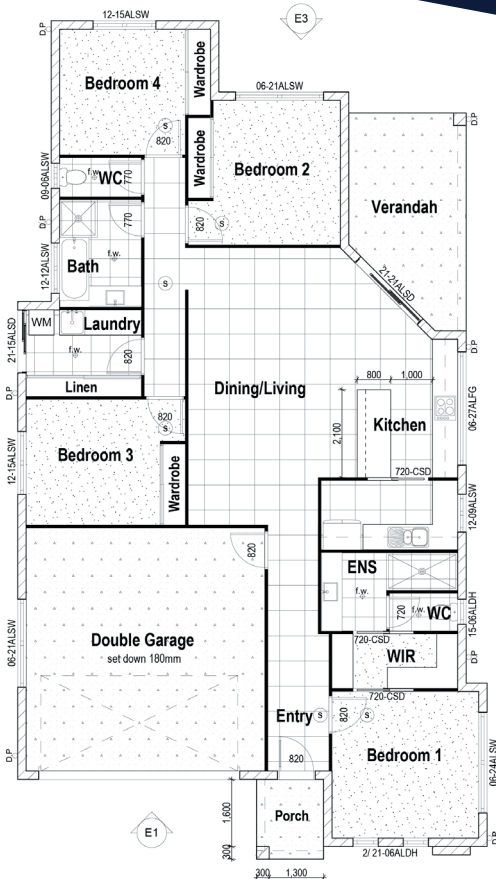 E3
12-15ALSW
D.P
Bedroom 4
Wardrobe
06-21ALSW
D.P
S
820
Wardrobe
Bedroom 2
09-06ALSW
f.w.
WC
770
Verandah
D.P
770
820
S
12-12ALSW
Bath
f.w.
21-21ALSD
S
21-15ALSD
WM
Laundry
f.w.
820
D.P
Linen
Dining/Living
800
1,000
06-27ALFG
D.P
820
S
2,100
Kitchen
12-15ALSW
Bedroom 3
Wardrobe
720-CSD
12-09ALSW
820
ENS
f.w.
D.P
15-06ALDH
06-21ALSW
Double Garage
set down 180mm
720
WC
720-CSD
WIR
D.P
720-CSD
Entry
S
820
S
Bedroom 1
06-24ALSW
D.P
820
E1
1,600
Porch
300
2/ 21-06ALDH
D.P
300
1,300